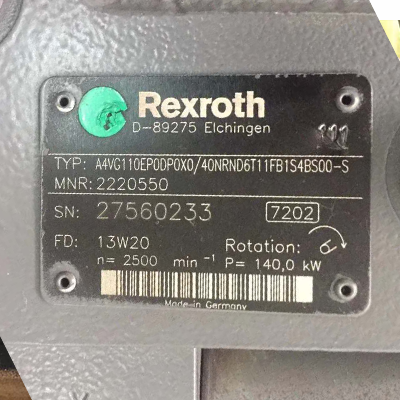 Rexroth
D-89275 Elchingen
TYP: A4VG110EP0DP0X0/40NRND6T11FB1S4BS00-S
MNR: 2220550
SN: 27560233 7202
FD: 13W20 Rotation:
n= 2500 min⁻¹ P= 140,0 kW
Made in Germany